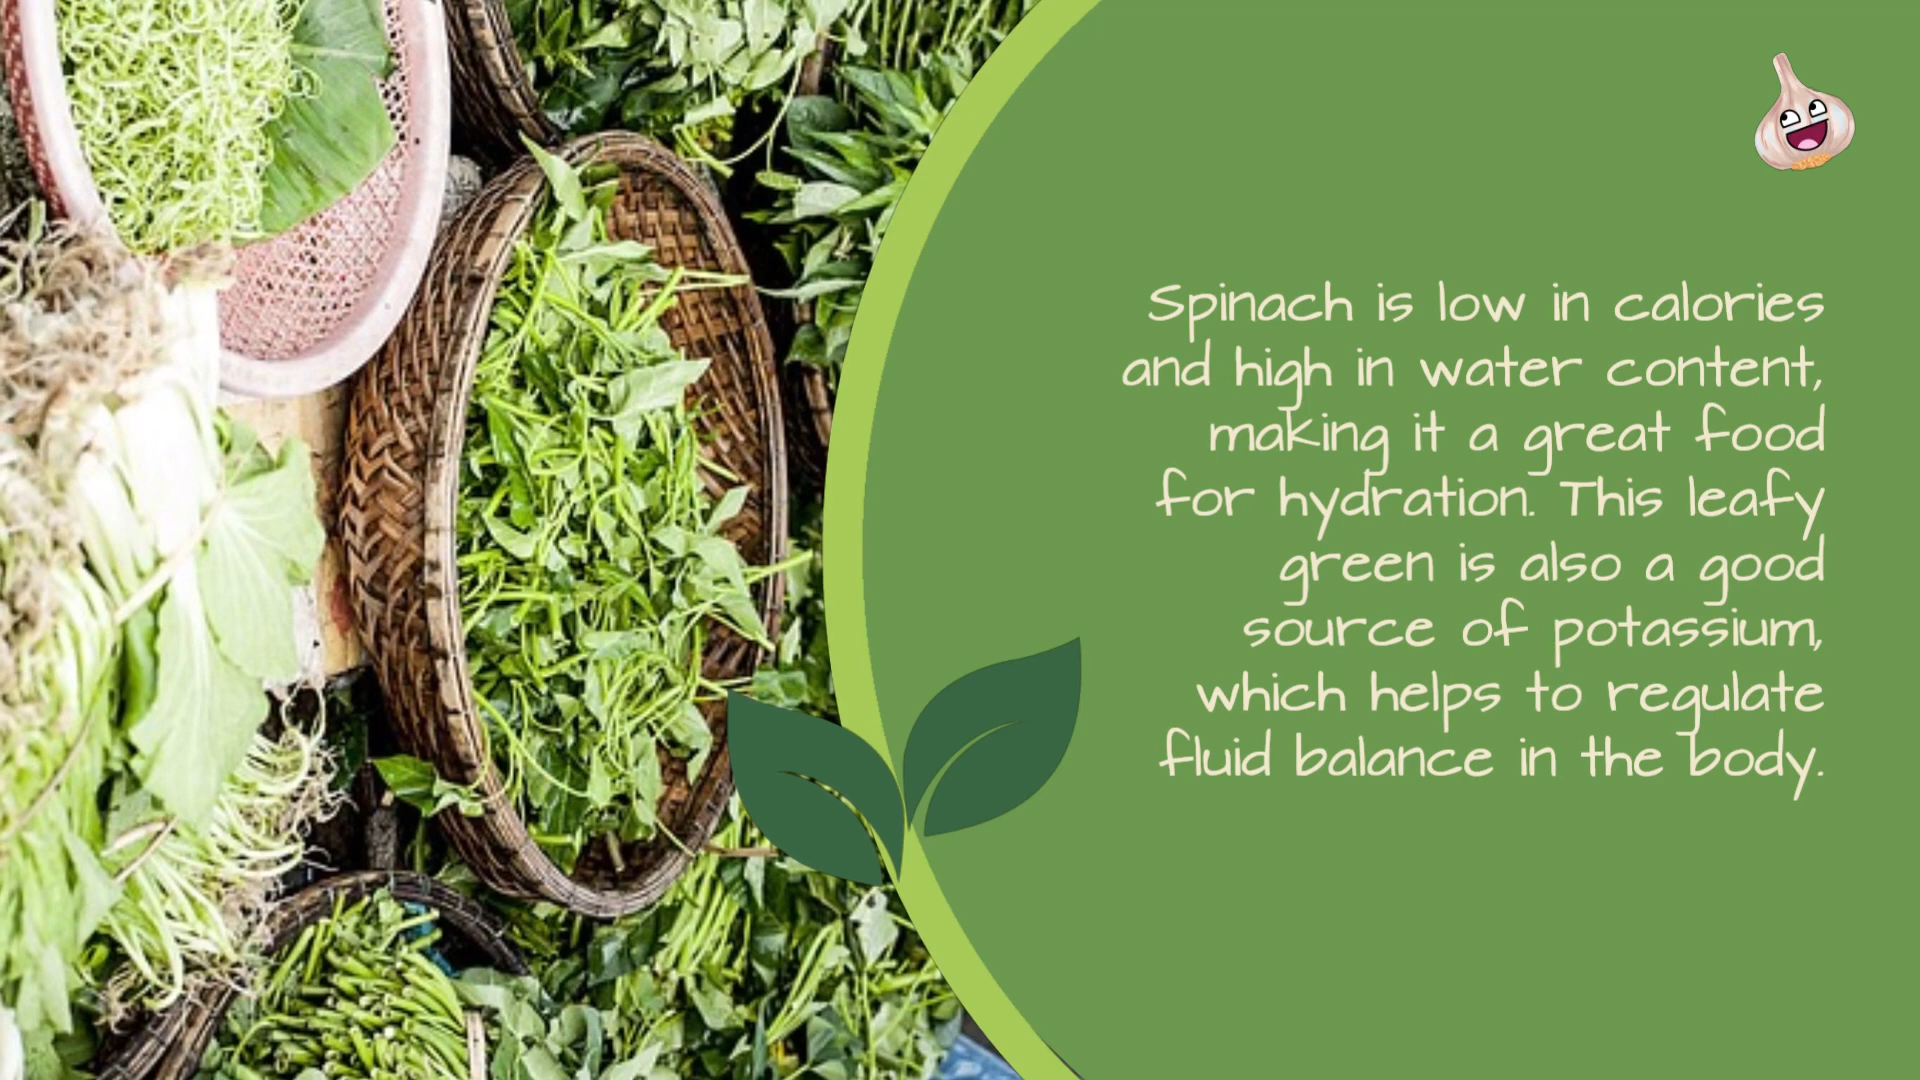 Spinach is low in calories
and high in water content,
making it a great food
for hydration. This leafy
green is also a good
source of potassium,
which helps to regulate
fluid balance in the body.